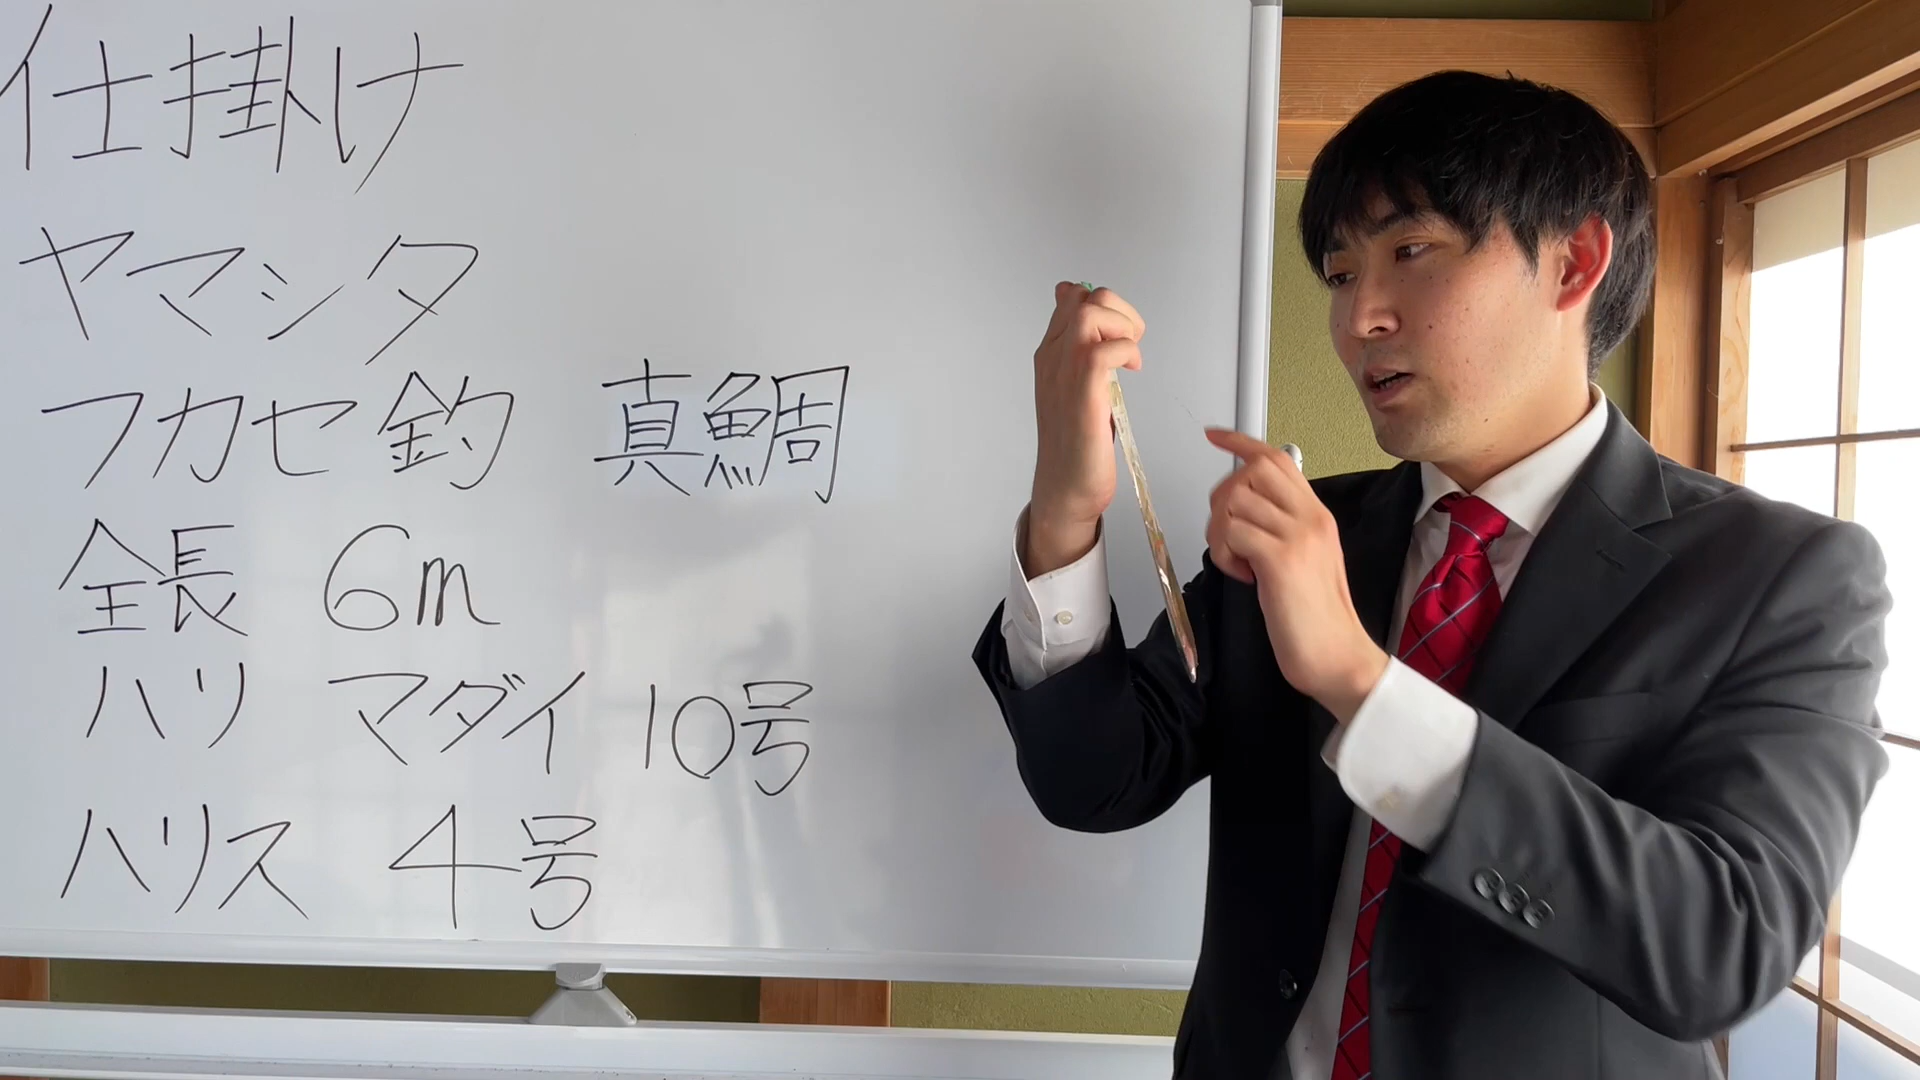 仕掛け
ヤマシタ
フカセ釣 真鯛
全長 6m
ハリ マダイ 10号
ハリス 4号